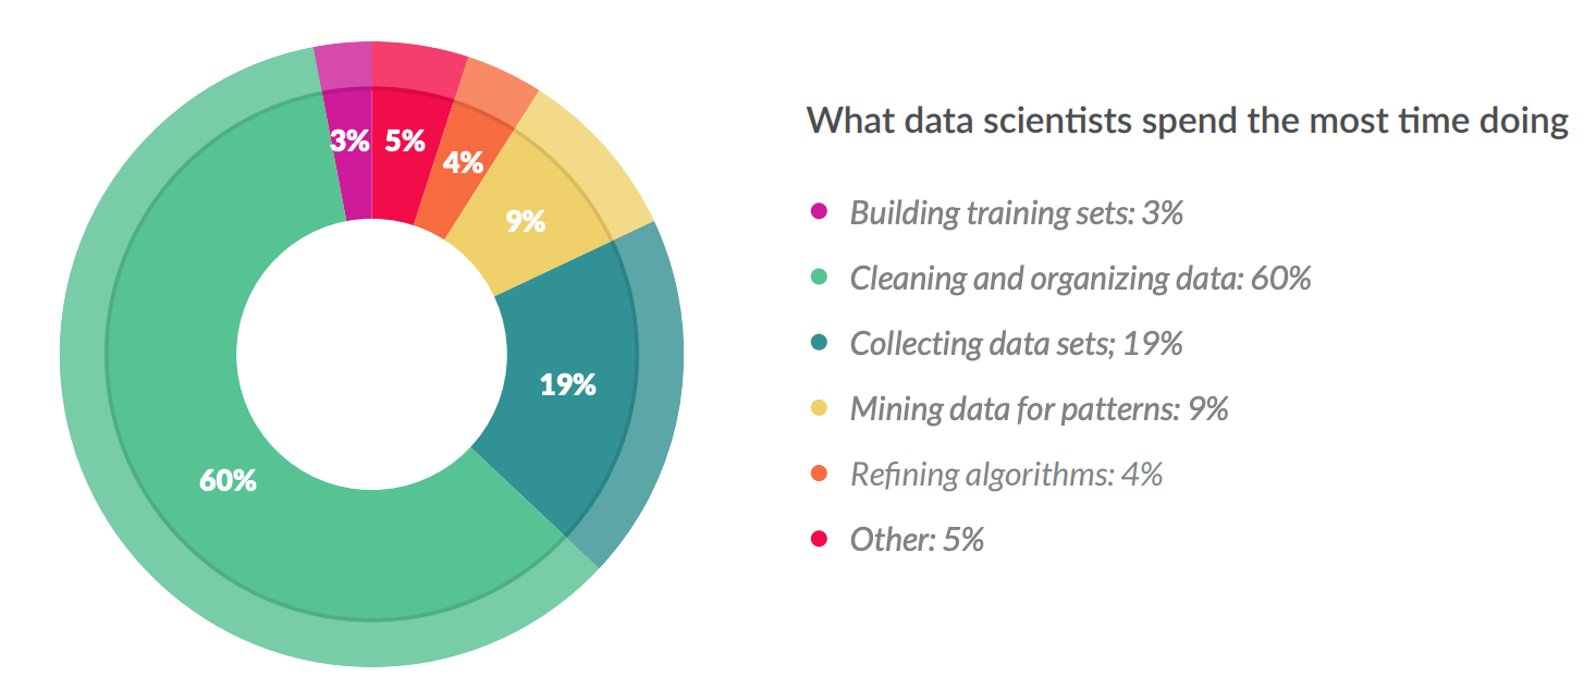 3%
5%
4%
9%
19%
60%
What data scientists spend the most time doing
Building training sets: 3%
Cleaning and organizing data: 60%
Collecting data sets; 19%
Mining data for patterns: 9%
Refining algorithms: 4%
Other: 5%